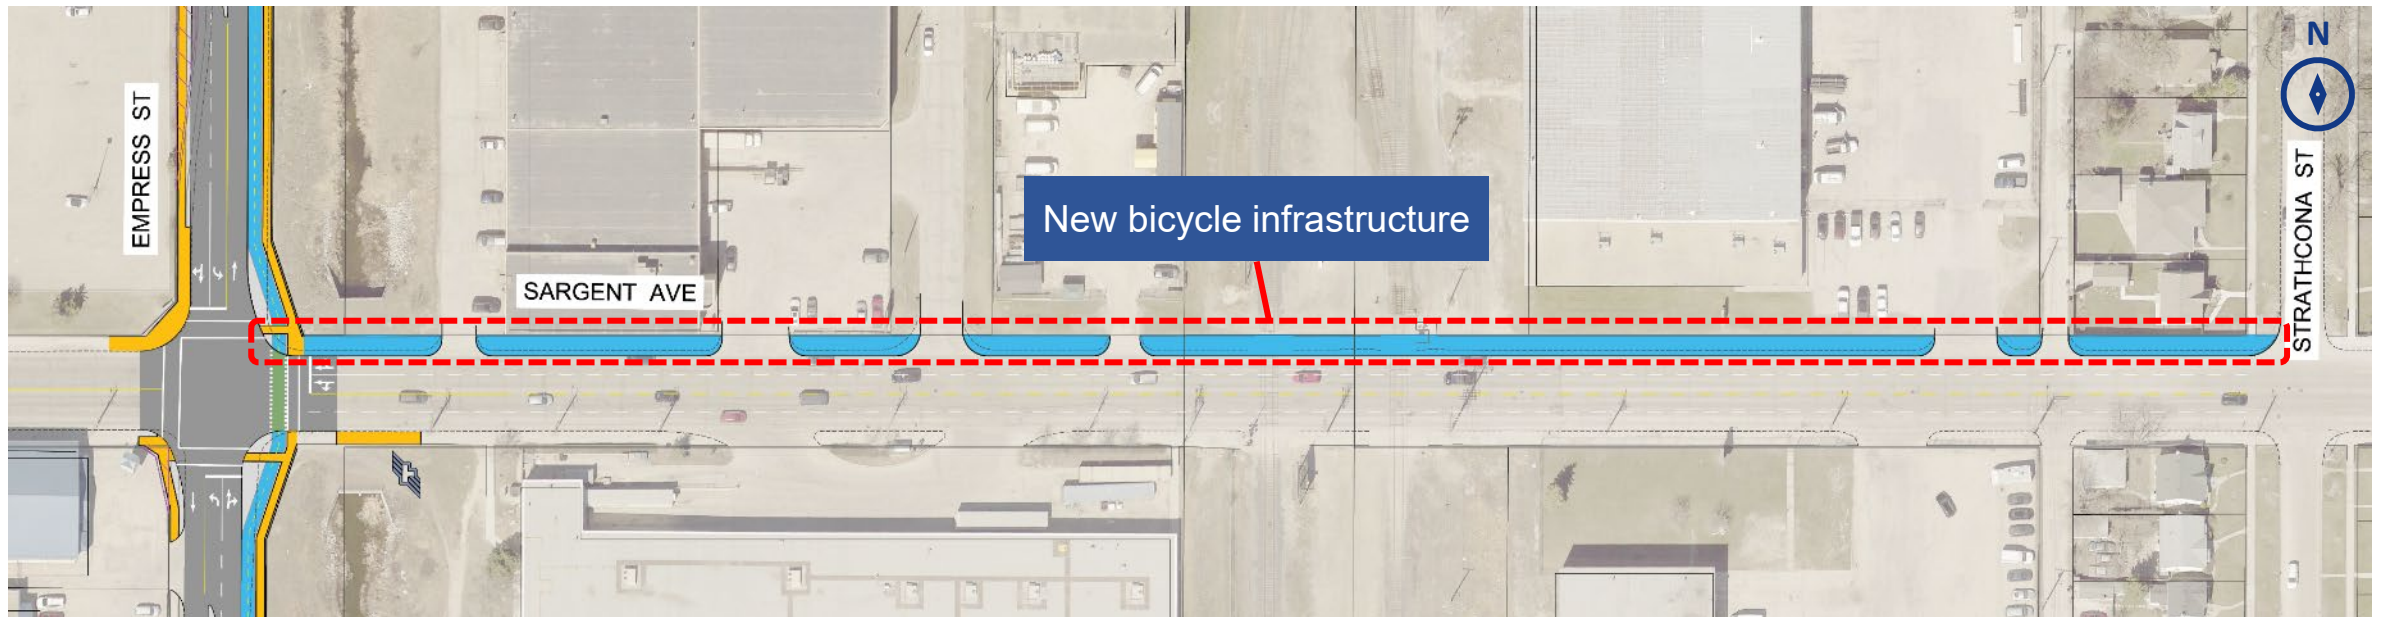 N
EMPRESS ST
STRATHCONA ST
New bicycle infrastructure
SARGENT AVE